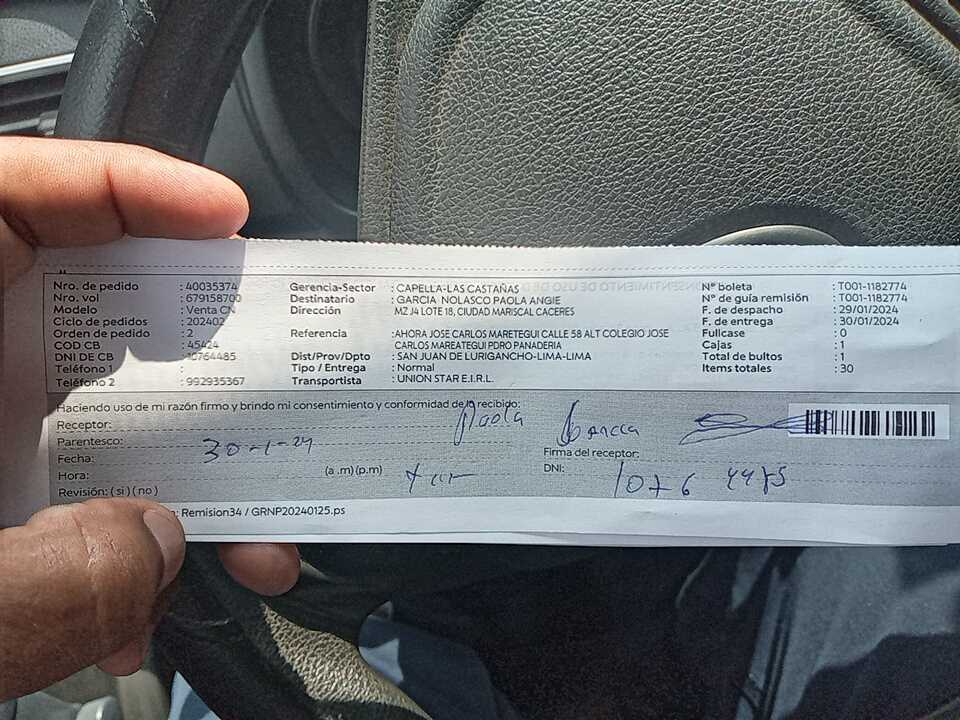 Nro. de pedido : 40035374 Gerencia-Sector : CAPELLA-LAS CASTAÑAS Nº boleta : T001-1182774
Nro. vol : 679158700 Destinatario : GARCIA NOLASCO PAOLA ANGIE Nº de guía remisión : T001-1182774
Modelo : Venta CN Dirección MZ J4 LOTE 18, CIUDAD MARISCAL CACERES F. de despacho : 29/01/2024
Ciclo de pedidos : 202402 F. de entrega : 30/01/2024
Orden de pedido : 2 Referencia : AHORA JOSE CARLOS MARETEGUI CALLE 58 ALT COLEGIO JOSE Fullcase : 0
COD CB : 45424 CARLOS MAREATEGUI PDRO PANADERIA Cajas : 1
DNI DE CB : 10764485 Dist/Prov/Dpto : SAN JUAN DE LURIGANCHO-LIMA-LIMA Total de bultos : 1
Teléfono 1 : Tipo / Entrega : Normal Items totales : 30
Teléfono 2 : 992935367 Transportista : UNION STAR E.I.R.L.
Haciendo uso de mi razón firmo y brindo mi consentimiento y conformidad de lo recibido:
Receptor: Paola Garcia
Parentesco:
Fecha: 30-1-24 Firma del receptor:
Hora: (a .m)(p.m) DNI:
Revisión: ( si ) ( no )
: Remision34 / GRNP20240125.ps